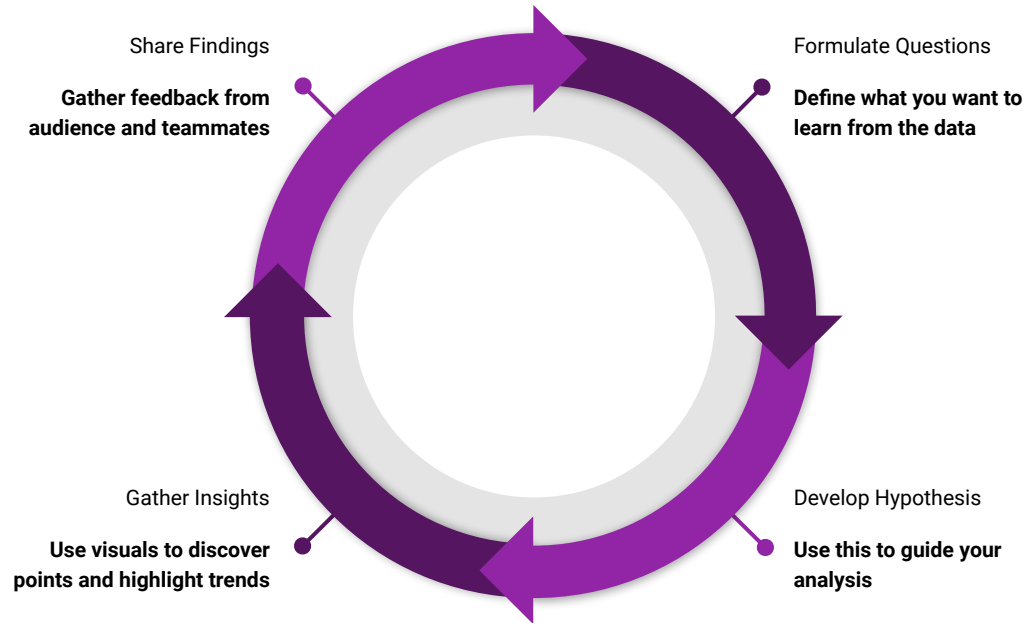 Share Findings
Gather feedback from
audience and teammates
Formulate Questions
Define what you want to
learn from the data
Gather Insights
Use visuals to discover
points and highlight trends
Develop Hypothesis
Use this to guide your
analysis